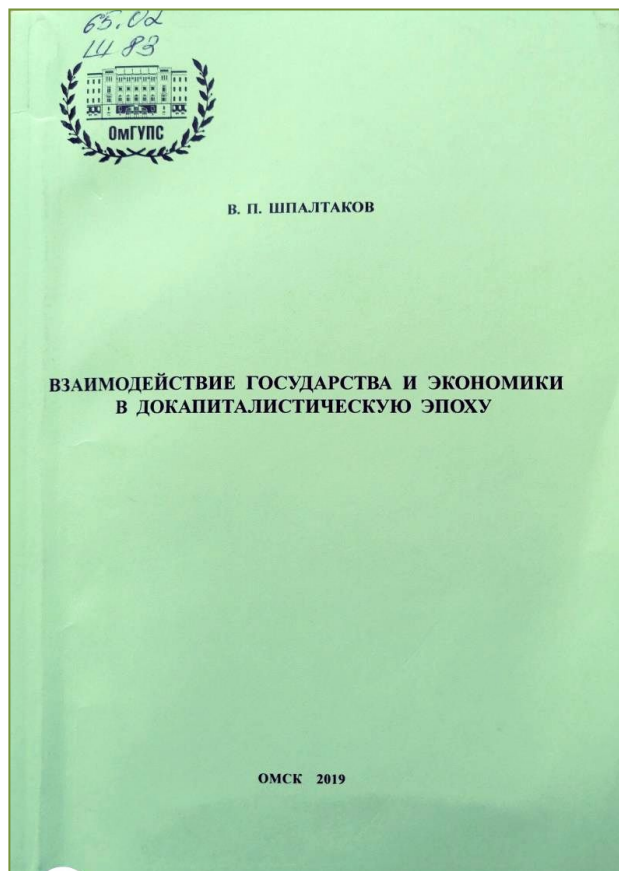 65.02
Ш 83
ОмГУПС
В. П. ШПАЛТАКОВ
ВЗАИМОДЕЙСТВИЕ ГОСУДАРСТВА И ЭКОНОМИКИ
В ДОКАПИТАЛИСТИЧЕСКУЮ ЭПОХУ
ОМСК 2019